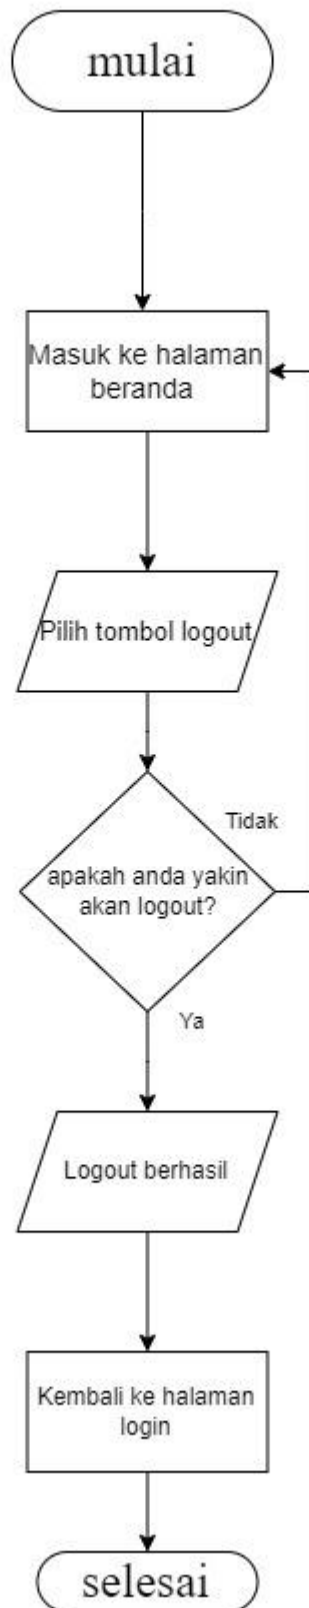 mulai
Masuk ke halaman
beranda
Pilih tombol logout
Tidak
apakah anda yakin
akan logout?
Ya
Logout berhasil
Kembali ke halaman
login
selesai